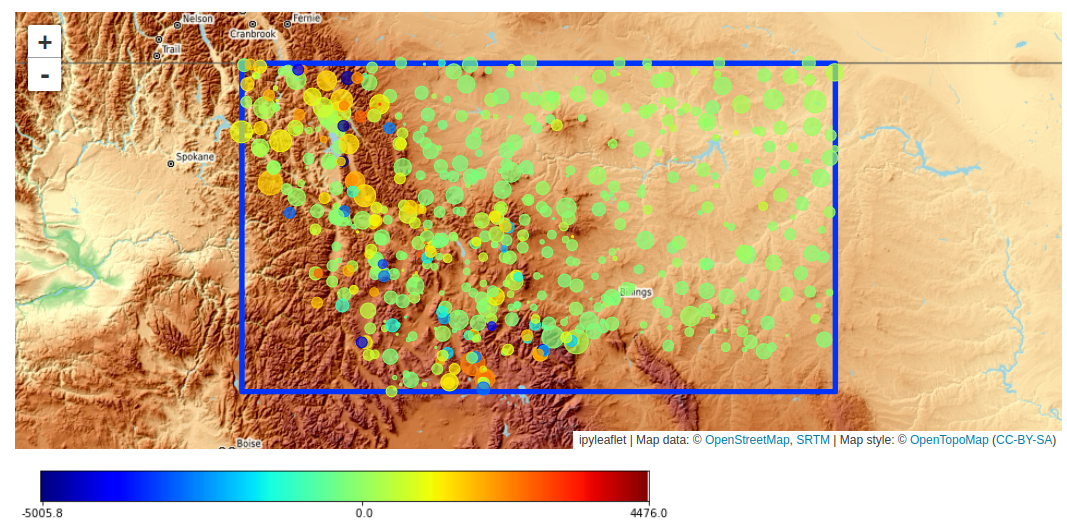 Nelson
Fernie
Cranbrook
Trail
+
-
Spokane
Billings
Boise
ipyleaflet | Map data: © OpenStreetMap, SRTM | Map style: © OpenTopoMap (CC-BY-SA)
-5005.8 0.0 4476.0